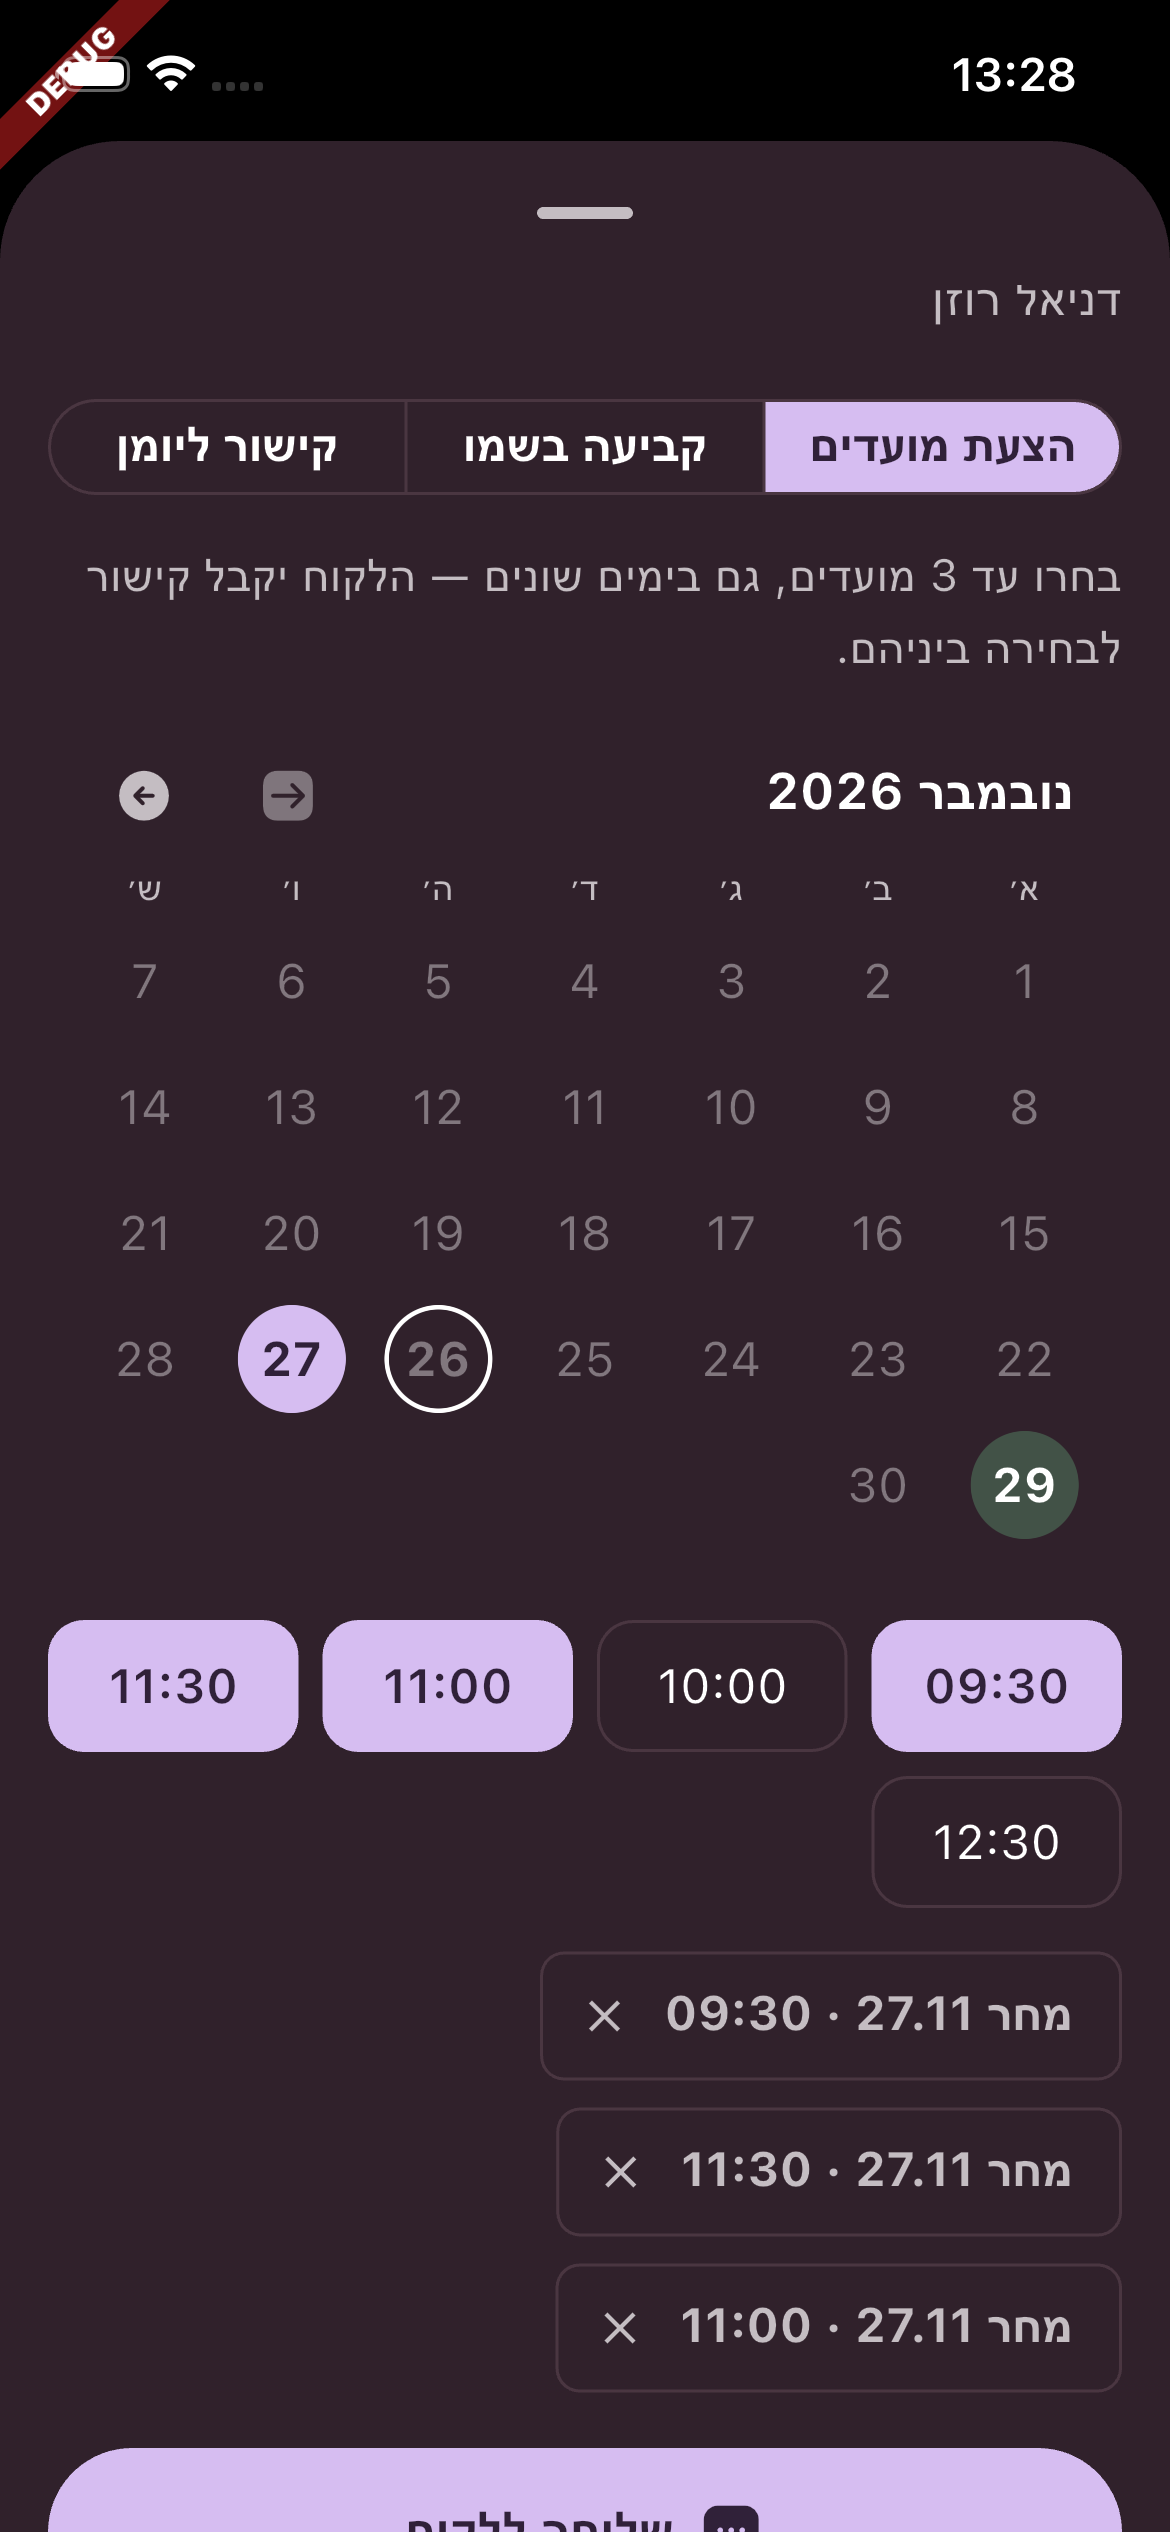 13:28
DEBUG
דניאל רוזן
הצעת מועדים
קביעה בשמו
קישור ליומן
בחרו עד 3 מועדים, גם בימים שונים — הלקוח יקבל קישור
לבחירה ביניהם.
נובמבר 2026
א׳ ב׳ ג׳ ד׳ ה׳ ו׳ ש׳
1 2 3 4 5 6 7
8 9 10 11 12 13 14
15 16 17 18 19 20 21
22 23 24 25 26 27 28
29 30
09:30 10:00 11:00 11:30
12:30
מחר 27.11 · 09:30
מחר 27.11 · 11:30
מחר 27.11 · 11:00
שליחה ללקוח